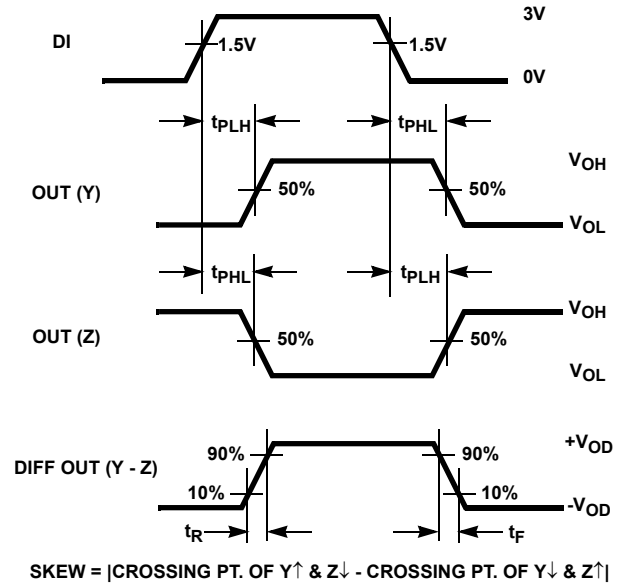 3V
DI
1.5V
1.5V
0V
tPLH
tPHL
VOH
OUT (Y)
50%
50%
VOL
tPHL
tPLH
VOH
OUT (Z)
50%
50%
VOL
+VOD
DIFF OUT (Y - Z)
90%
90%
10%
10%
-VOD
tR
tF
SKEW = |CROSSING PT. OF Y↑ & Z↓ - CROSSING PT. OF Y↓ & Z↑|